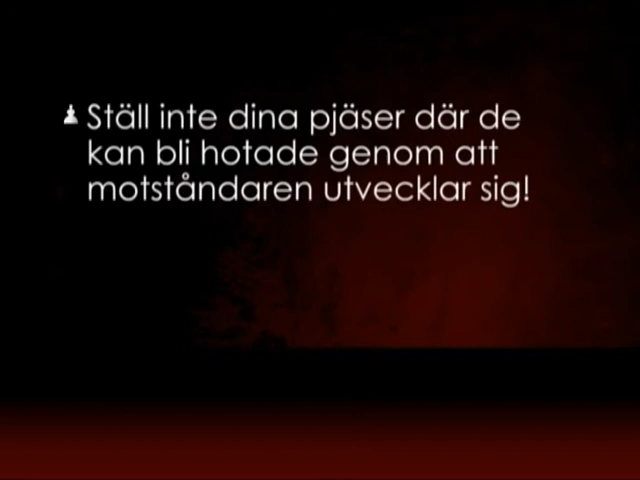 Ställ inte dina pjäser där de
kan bli hotade genom att
motståndaren utvecklar sig!